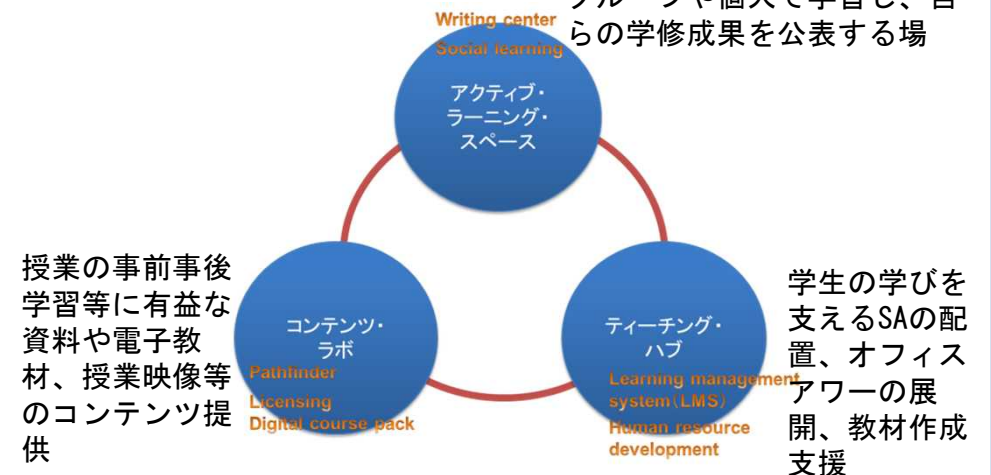 Writing center
Social learning
らの学修成果を公表する場
アクティブ・
ラーニング・
スペース
授業の事前事後
学習等に有益な
資料や電子教
材、授業映像等
のコンテンツ提
供
コンテンツ・
ラボ
Pathfinder
Licensing
Digital course pack
ティーチング・
ハブ
Learning management
system(LMS)
Human resource
development
学生の学びを
支えるSAの配
置、オフィス
アワーの展
開、教材作成
支援